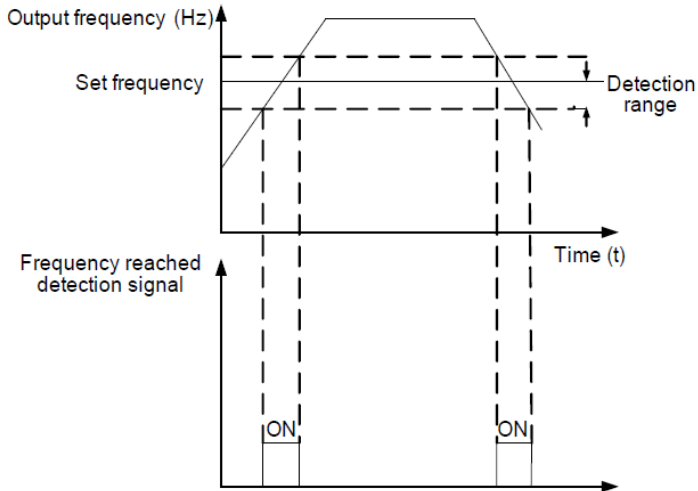 Output frequency (Hz)
Set frequency
Detection
range
Time (t)
Frequency reached
detection signal
ON
ON